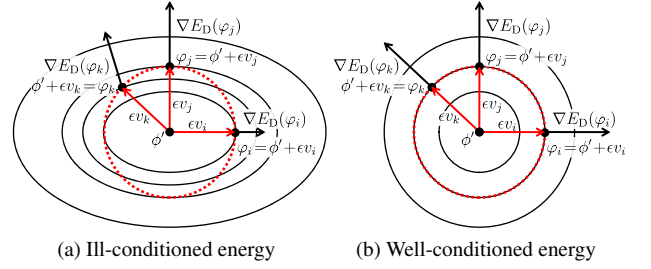 ∇E_D(φ_j)
∇E_D(φ_k)
φ_j=ϕ′+ϵv_j
ϕ′+ϵv_k=φ_k
∇E_D(φ_i)
ϵv_k
ϵv_j
ϵv_i
ϕ′
φ_i=ϕ′+ϵv_i
(a) Ill-conditioned energy
∇E_D(φ_j)
∇E_D(φ_k)
φ_j=ϕ′+ϵv_j
ϕ′+ϵv_k=φ_k
∇E_D(φ_i)
ϵv_k
ϵv_j
ϵv_i
ϕ′
φ_i=ϕ′+ϵv_i
(b) Well-conditioned energy